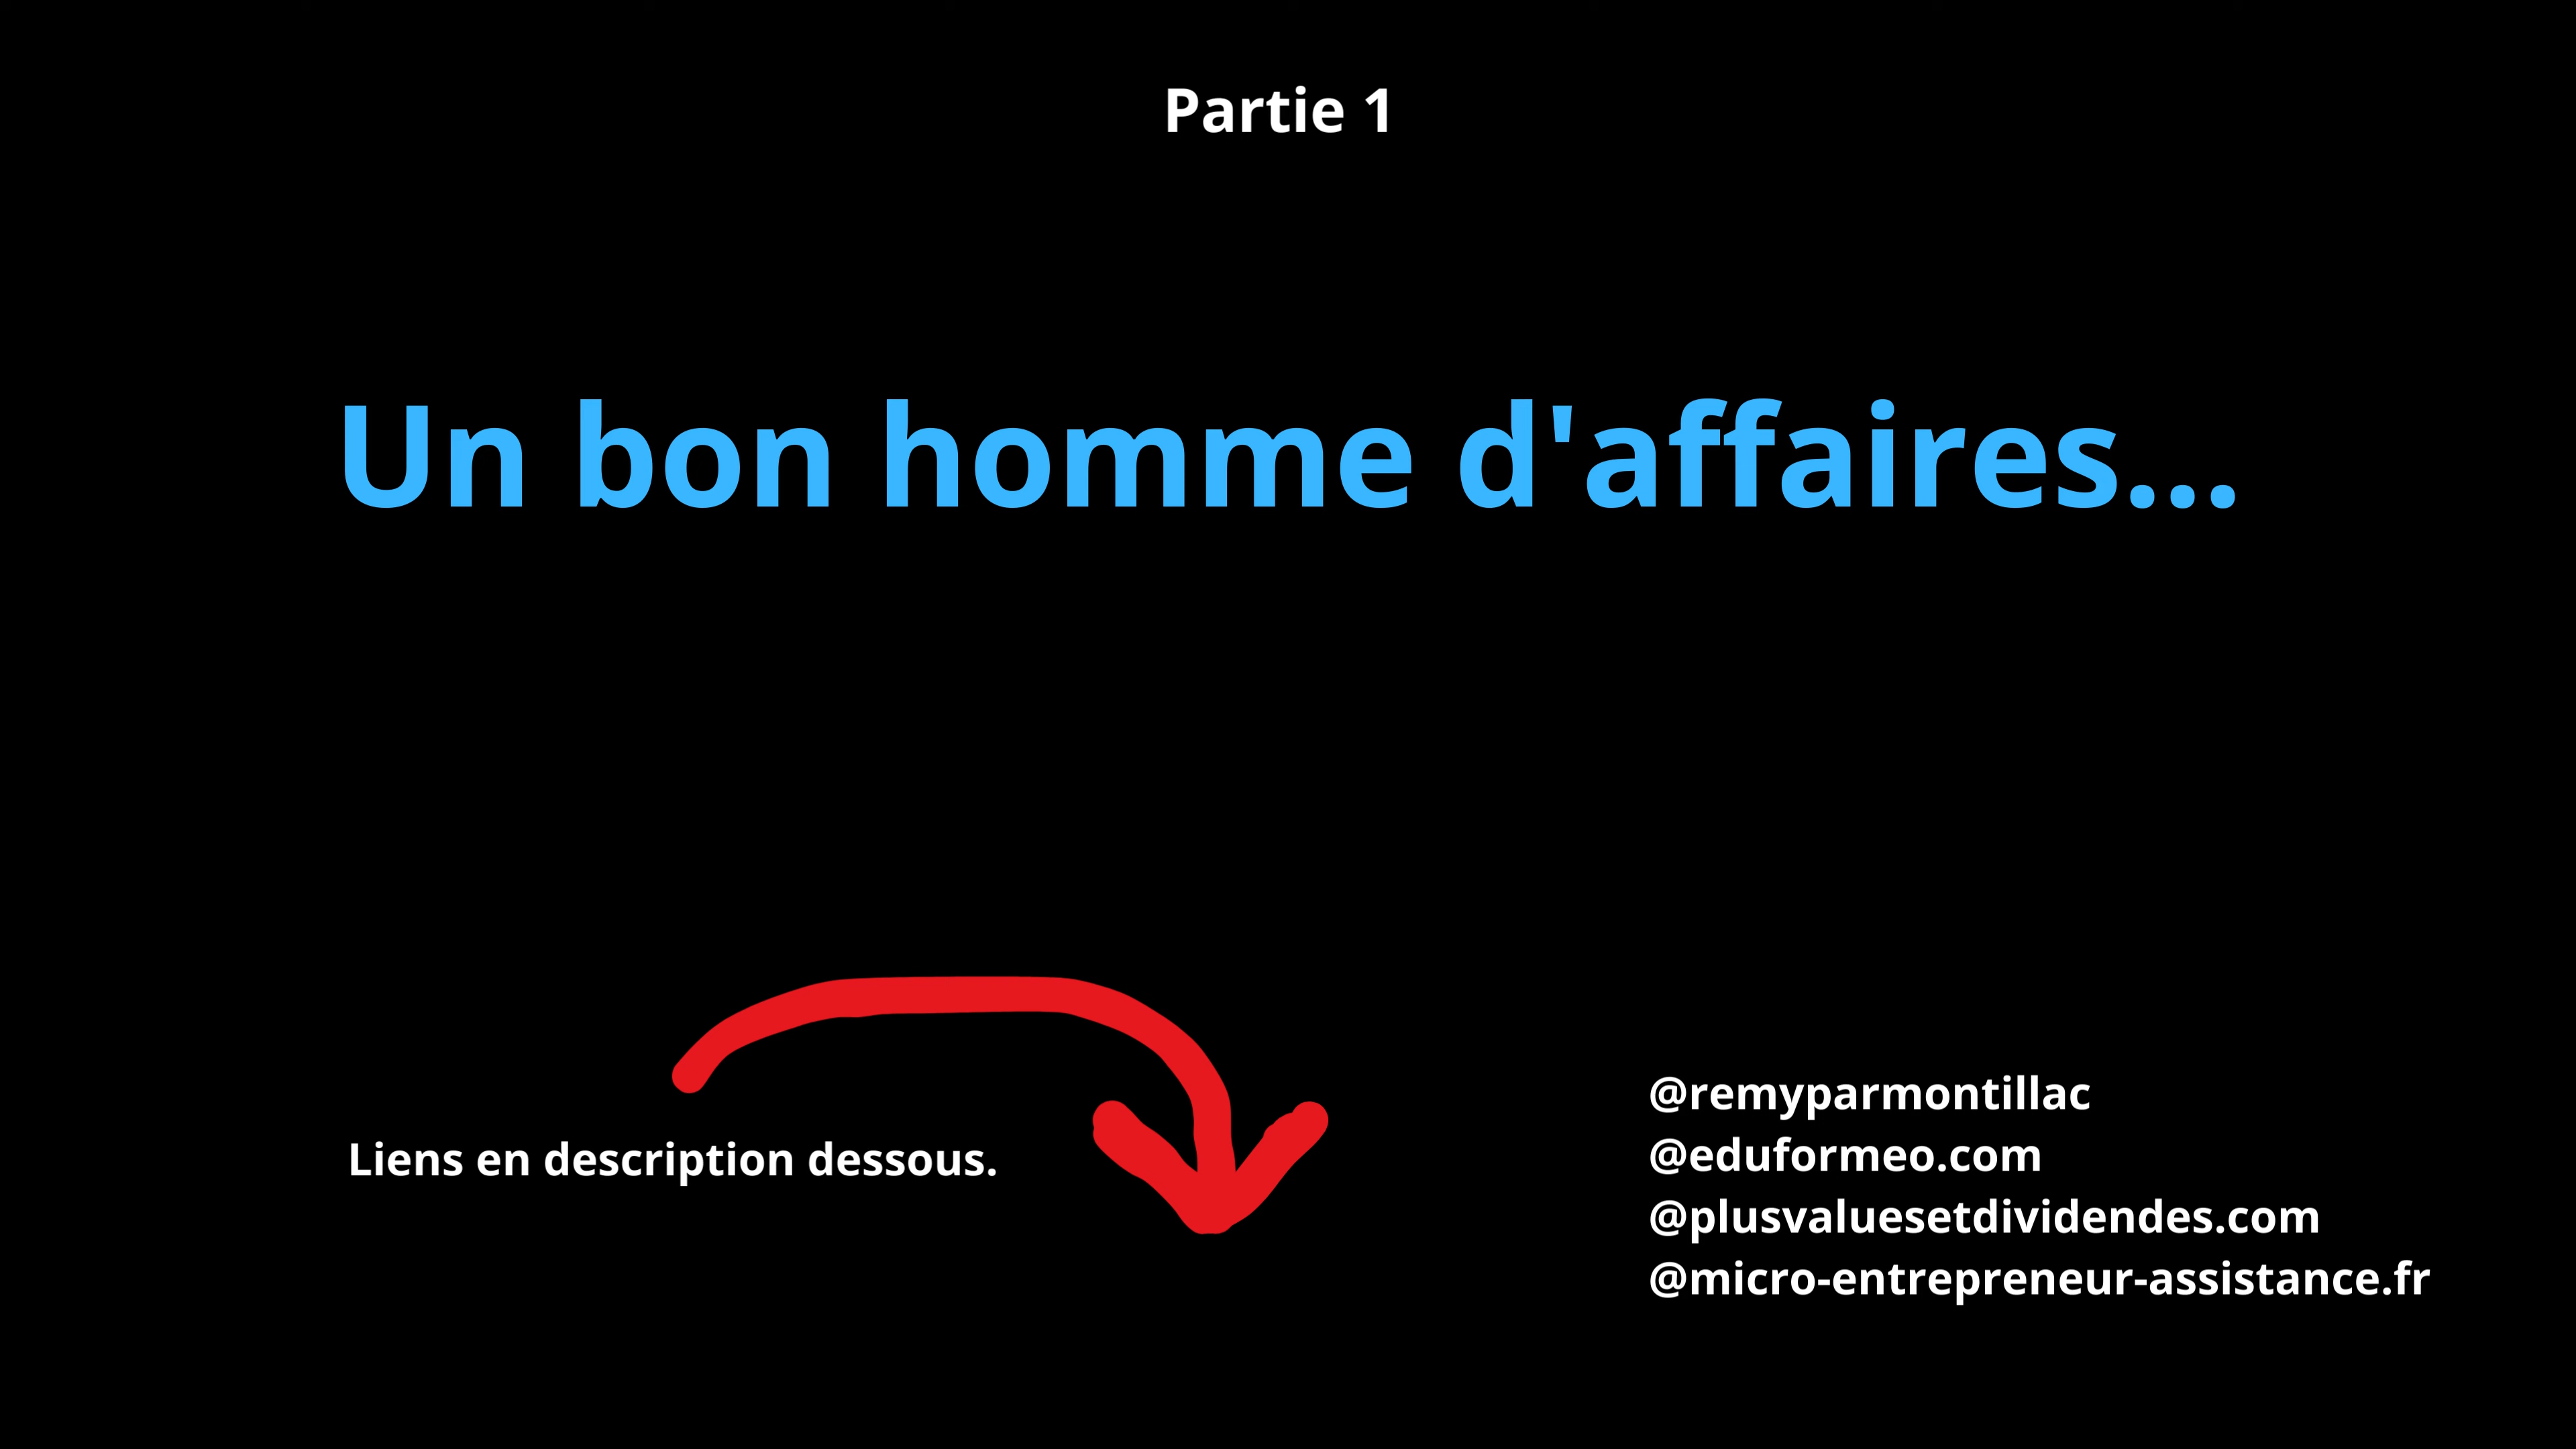 Partie 1
Un bon homme d'affaires...
Liens en description dessous.
@remyparmontillac
@eduformeo.com
@plusvaluesetdividendes.com
@micro-entrepreneur-assistance.fr